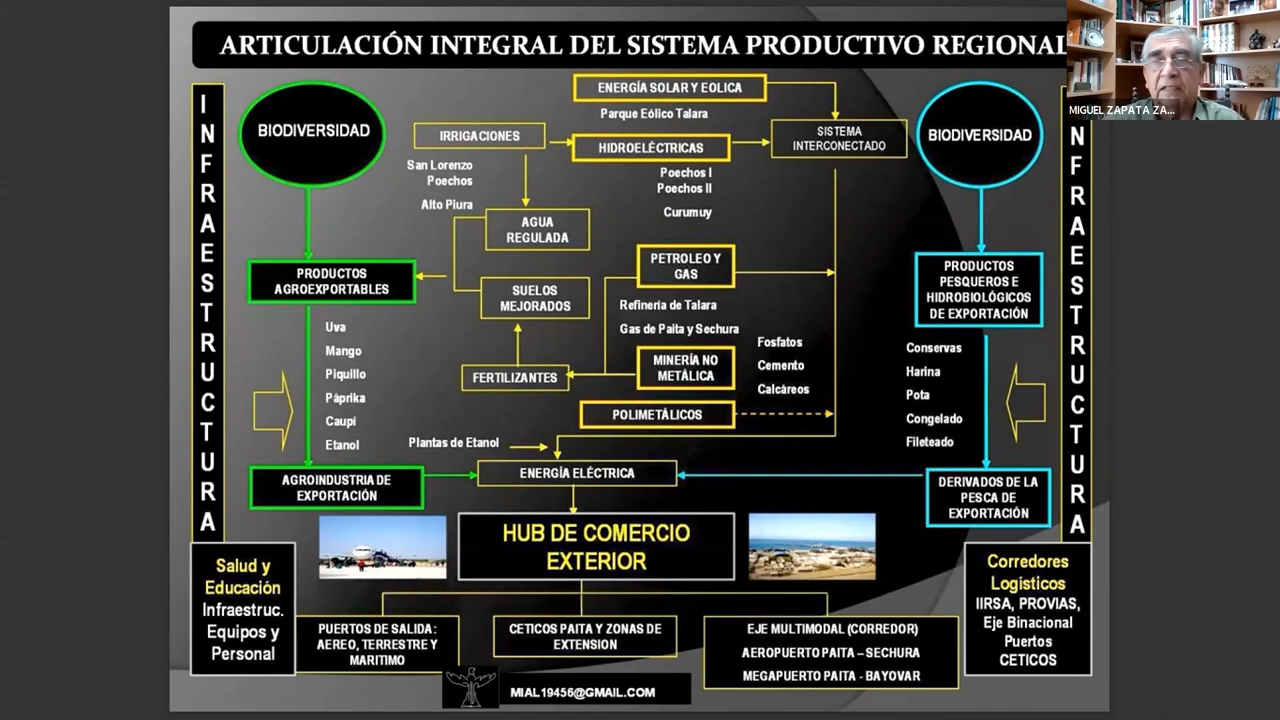 ARTICULACIÓN INTEGRAL DEL SISTEMA PRODUCTIVO REGIONAL
MIGUEL ZAPATA ZA...
INFRAESTRUCTURA
BIODIVERSIDAD
PRODUCTOS
AGROEXPORTABLES
Uva
Mango
Piquillo
Páprika
Caupí
Etanol
AGROINDUSTRIA DE
EXPORTACIÓN
IRRIGACIONES
San Lorenzo
Poechos
Alto Piura
AGUA
REGULADA
SUELOS
MEJORADOS
FERTILIZANTES
Plantas de Etanol
ENERGÍA SOLAR Y EOLICA
Parque Eólico Talara
HIDROELÉCTRICAS
Poechos I
Poechos II
Curumuy
SISTEMA
INTERCONECTADO
PETROLEO Y
GAS
Refinería de Talara
Gas de Paita y Sechura
MINERÍA NO
METÁLICA
Fosfatos
Cemento
Calcáreos
POLIMETÁLICOS
ENERGÍA ELÉCTRICA
BIODIVERSIDAD
PRODUCTOS
PESQUEROS E
HIDROBIOLÓGICOS
DE EXPORTACIÓN
Conservas
Harina
Pota
Congelado
Fileteado
DERIVADOS DE LA
PESCA DE
EXPORTACIÓN
NFRAESTRUCTURA
HUB DE COMERCIO
EXTERIOR
Salud y
Educación
Infraestruc.
Equipos y
Personal
PUERTOS DE SALIDA:
AEREO, TERRESTRE Y
MARITIMO
CETICOS PAITA Y ZONAS DE
EXTENSION
EJE MULTIMODAL (CORREDOR)
AEROPUERTO PAITA – SECHURA
MEGAPUERTO PAITA - BAYOVAR
Corredores
Logísticos
IIRSA, PROVIAS,
Eje Binacional
Puertos
CETICOS
MIAL19456@GMAIL.COM